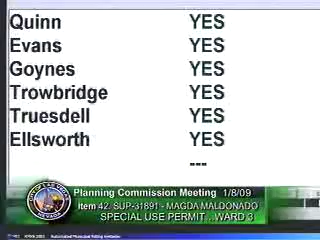 Quinn YES
Evans YES
Goynes YES
Trowbridge YES
Truesdell YES
Ellsworth YES
---
Planning Commission Meeting 1/8/09
Item 42. SUP-31891 - MAGDA MALDONADO
SPECIAL USE PERMIT...WARD 3